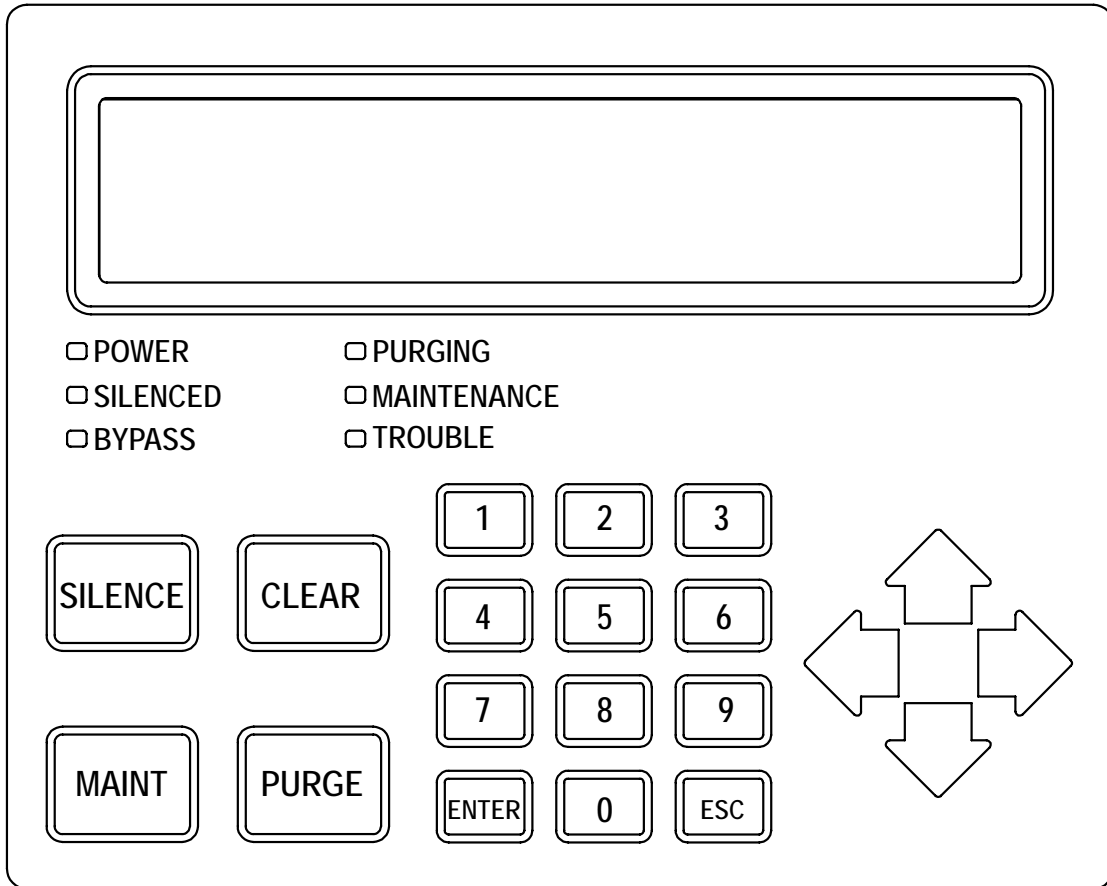 POWER
PURGING
SILENCED
MAINTENANCE
BYPASS
TROUBLE
SILENCE
CLEAR
MAINT
PURGE
1 2 3
4 5 6
7 8 9
ENTER 0 ESC